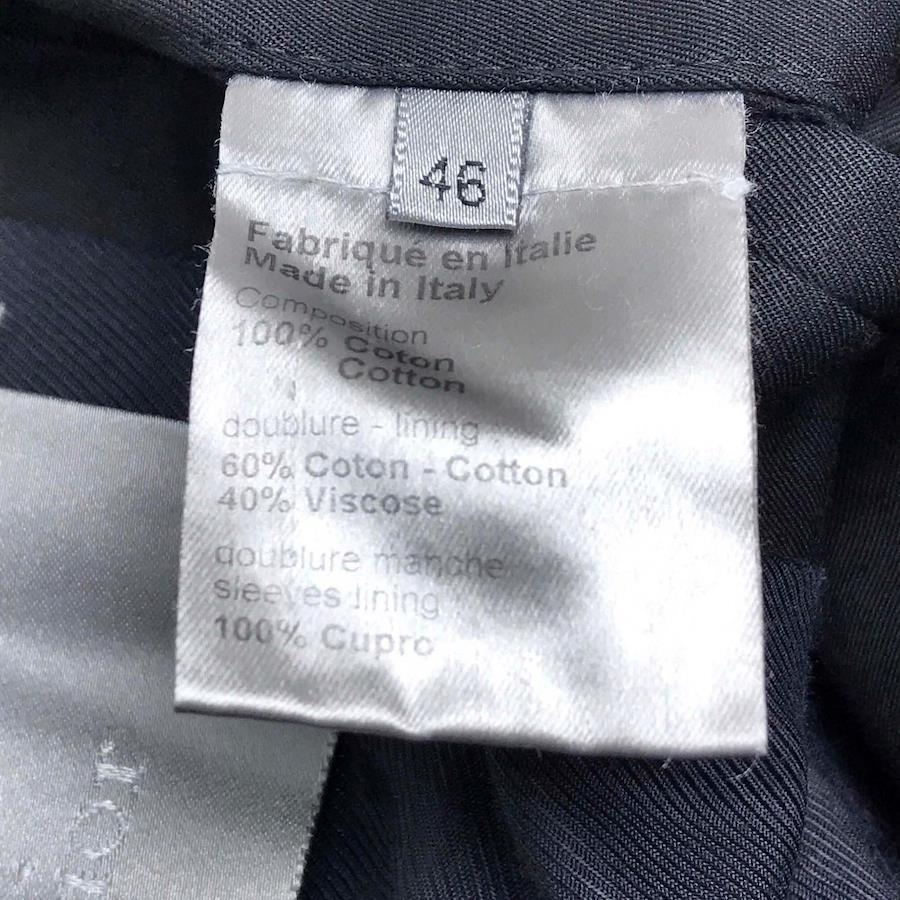 46
Fabriqué en Italie
Made in Italy
Composition
100% Coton
Cotton
doublure - lining
60% Coton - Cotton
40% Viscose
doublure manche
sleeves lining
100% Cupro